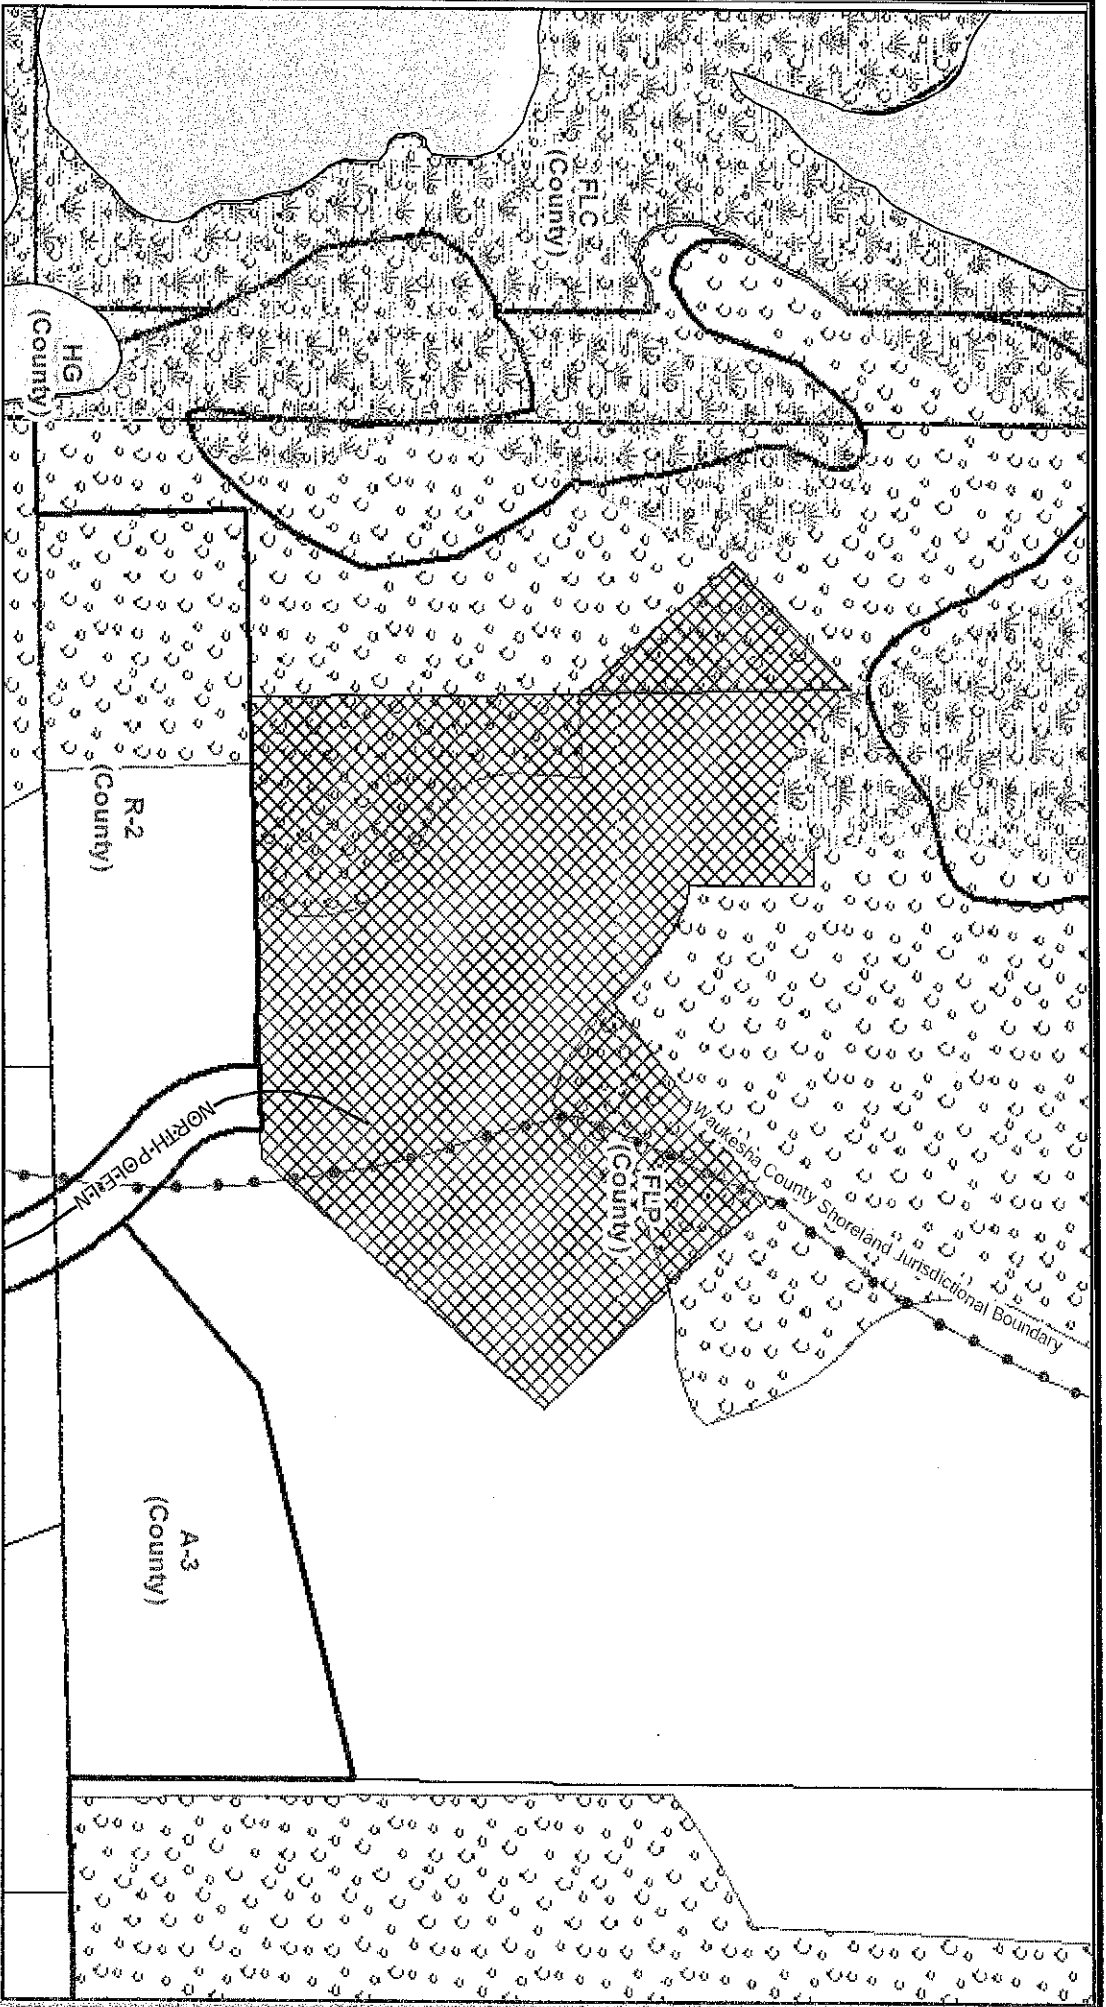 FLC
(County)
HG
(County)
R-2
(County)
NORTH POLE LN
FLP
(County)
Waukesha County Shoreland Jurisdictional Boundary
A-3
(County)